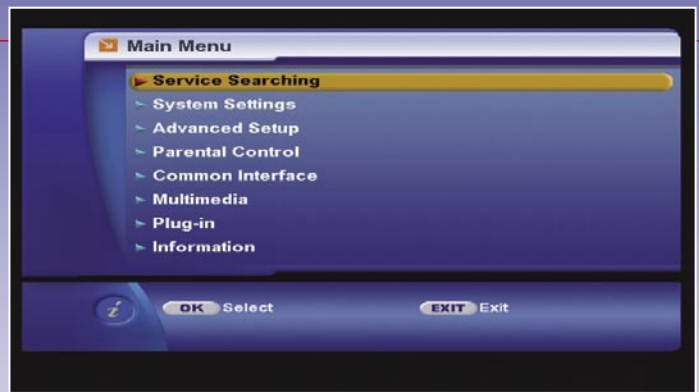 Main Menu
Service Searching
System Settings
Advanced Setup
Parental Control
Common Interface
Multimedia
Plug-in
Information
i OK Select EXIT Exit